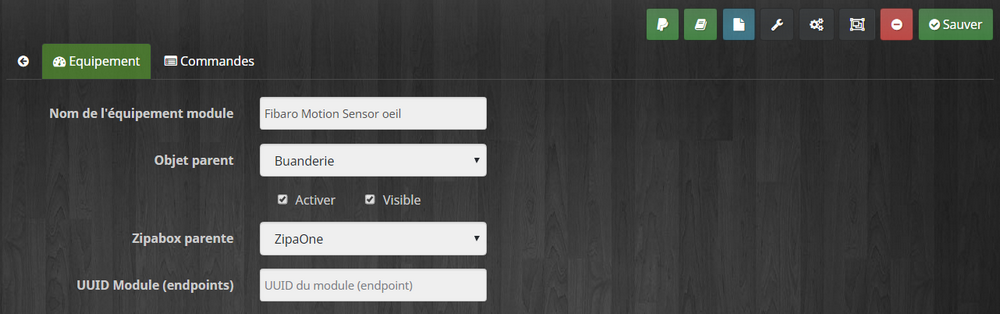 Sauver
Equipement Commandes
Nom de l'équipement module Fibaro Motion Sensor oeil
Objet parent Buanderie
Activer Visible
Zipabox parente ZipaOne
UUID Module (endpoints) UUID du module (endpoint)